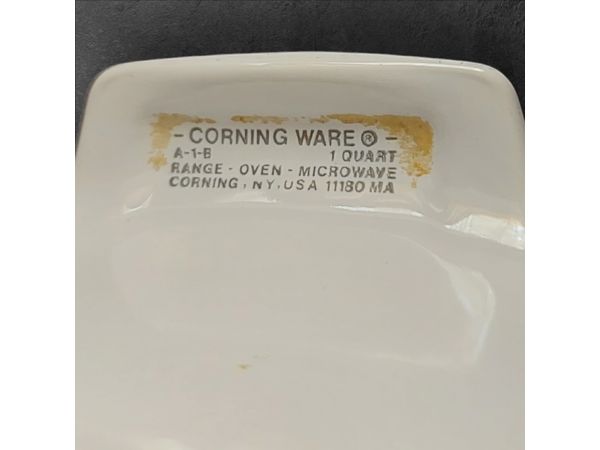 - CORNING WARE ® -
A-1-B 1 QUART
RANGE - OVEN - MICROWAVE
CORNING, NY, USA 11180 MA